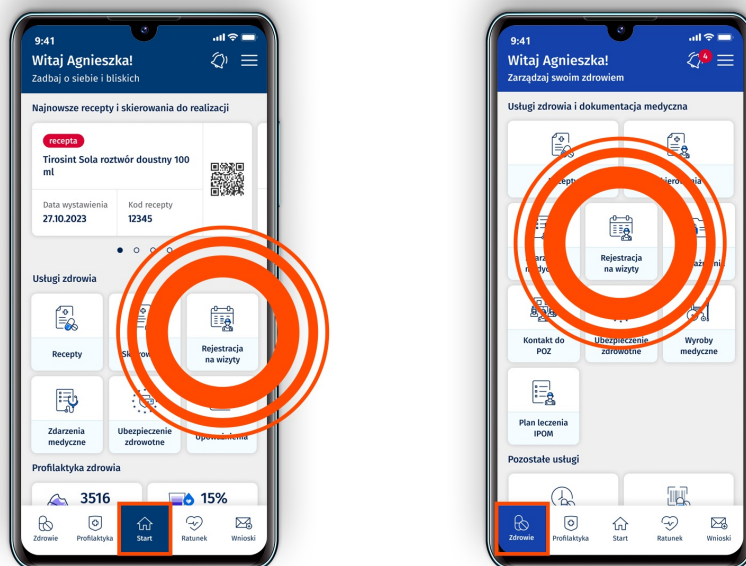 9:41
Witaj Agnieszka!
Zadbaj o siebie i bliskich
Najnowsze recepty i skierowania do realizacji
recepta
Tirosint Sola roztwór doustny 100
ml
Data wystawienia
Kod recepty
27.10.2023
12345
Usługi zdrowia
Recepty
Rejestracja
na wizyty
Zdarzenia
medyczne
Ubezpieczenie
zdrowotne
Profilaktyka zdrowia
3516
15%
Zdrowie
Profilaktyka
Start
Ratunek
Wnioski
9:41
Witaj Agnieszka!
4
Zarządzaj swoim zdrowiem
Usługi zdrowia i dokumentacja medyczna
Rejestracja
na wizyty
Kontakt do
POZ
Ubezpieczenie
zdrowotne
Wyroby
medyczne
Plan leczenia
IPOM
Pozostałe usługi
Zdrowie
Profilaktyka
Start
Ratunek
Wnioski